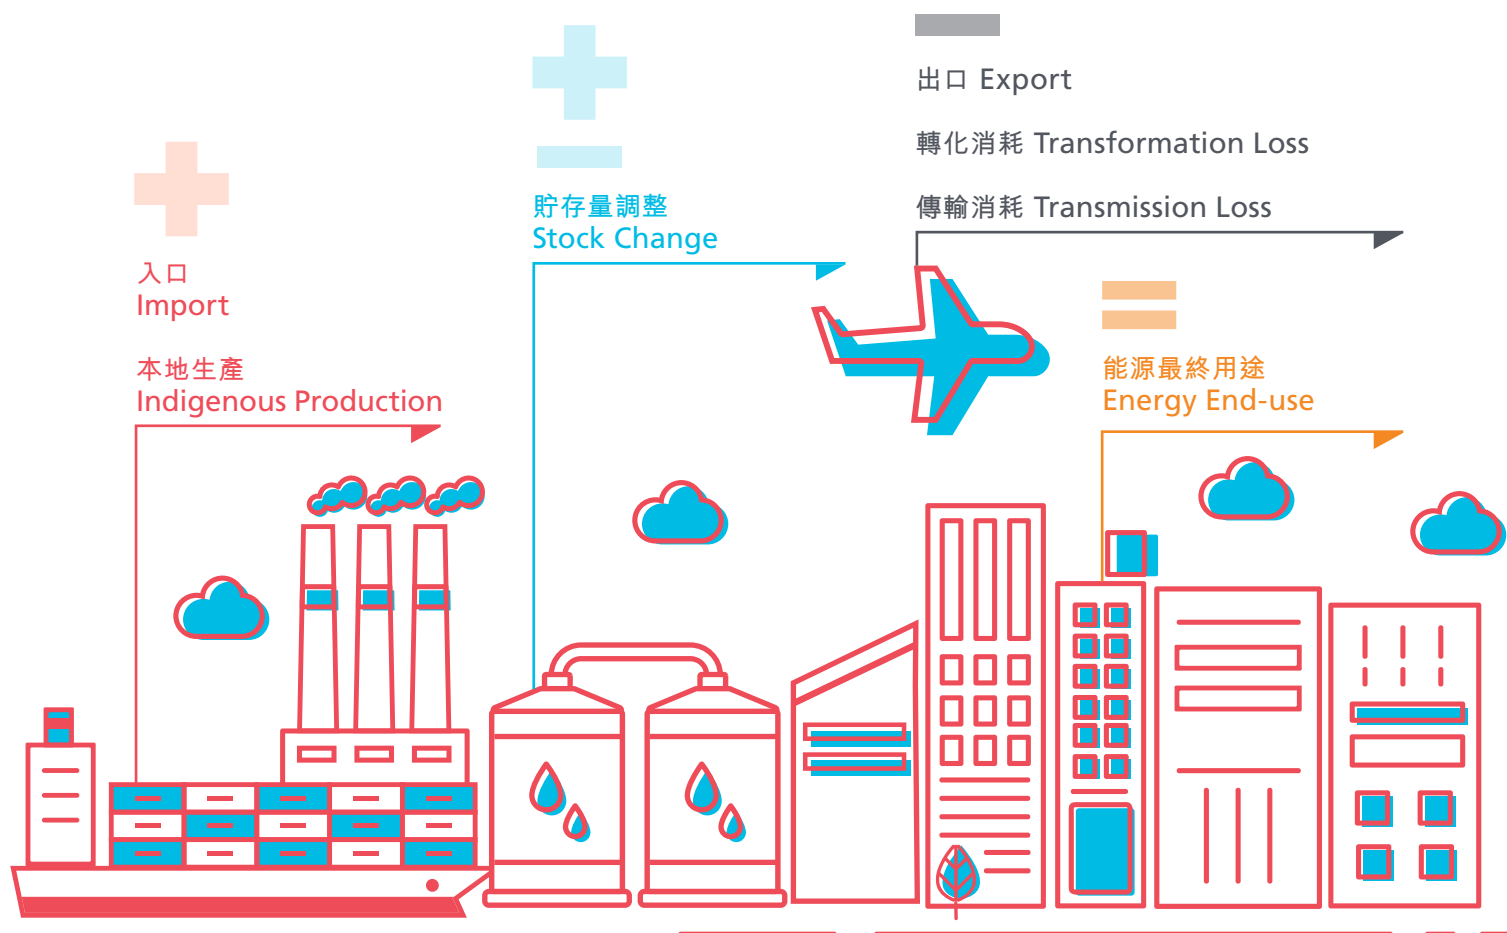 入口
Import
本地生產
Indigenous Production
貯存量調整
Stock Change
出口 Export
轉化消耗 Transformation Loss
傳輸消耗 Transmission Loss
能源最終用途
Energy End-use